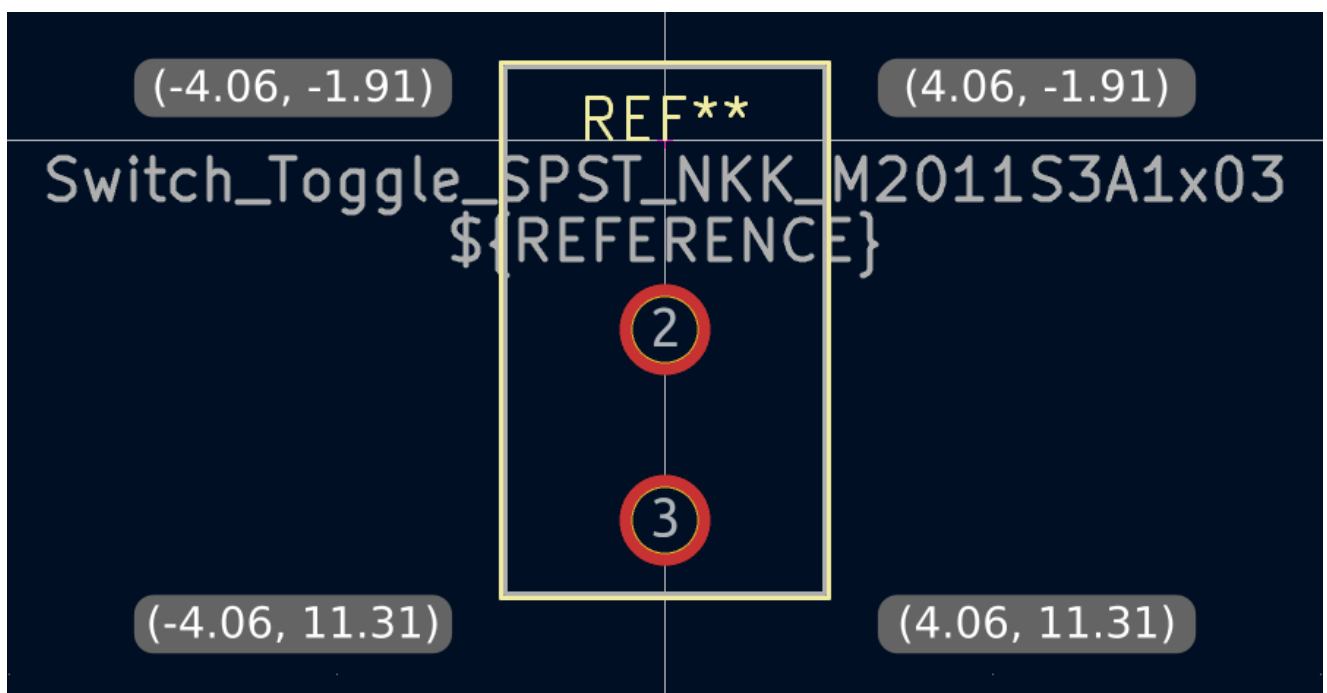 (-4.06, -1.91)
(4.06, -1.91)
REF**
Switch_Toggle_SPST_NKK_M2011S3A1x03
${REFERENCE}
2
3
(-4.06, 11.31)
(4.06, 11.31)